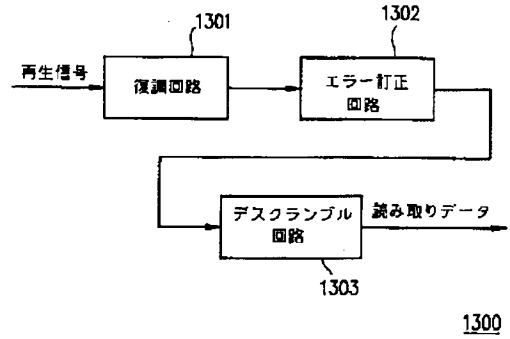 1301
再生信号
復調回路
1302
エラー訂正
回路
デスクランブル
回路
読み取りデータ
1303
1300